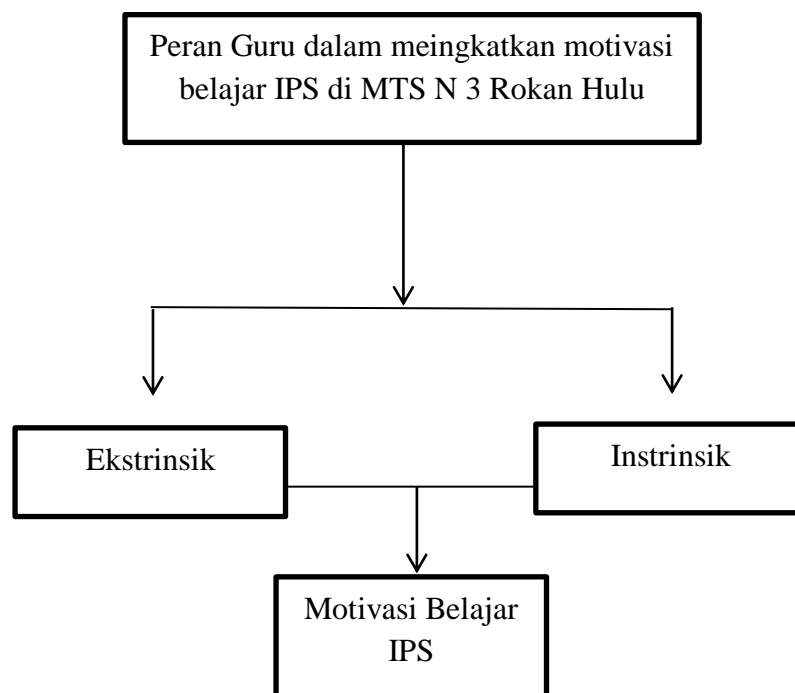 Peran Guru dalam meingkatkan motivasi
belajar IPS di MTS N 3 Rokan Hulu
Ekstrinsik
Instrinsik
Motivasi Belajar
IPS